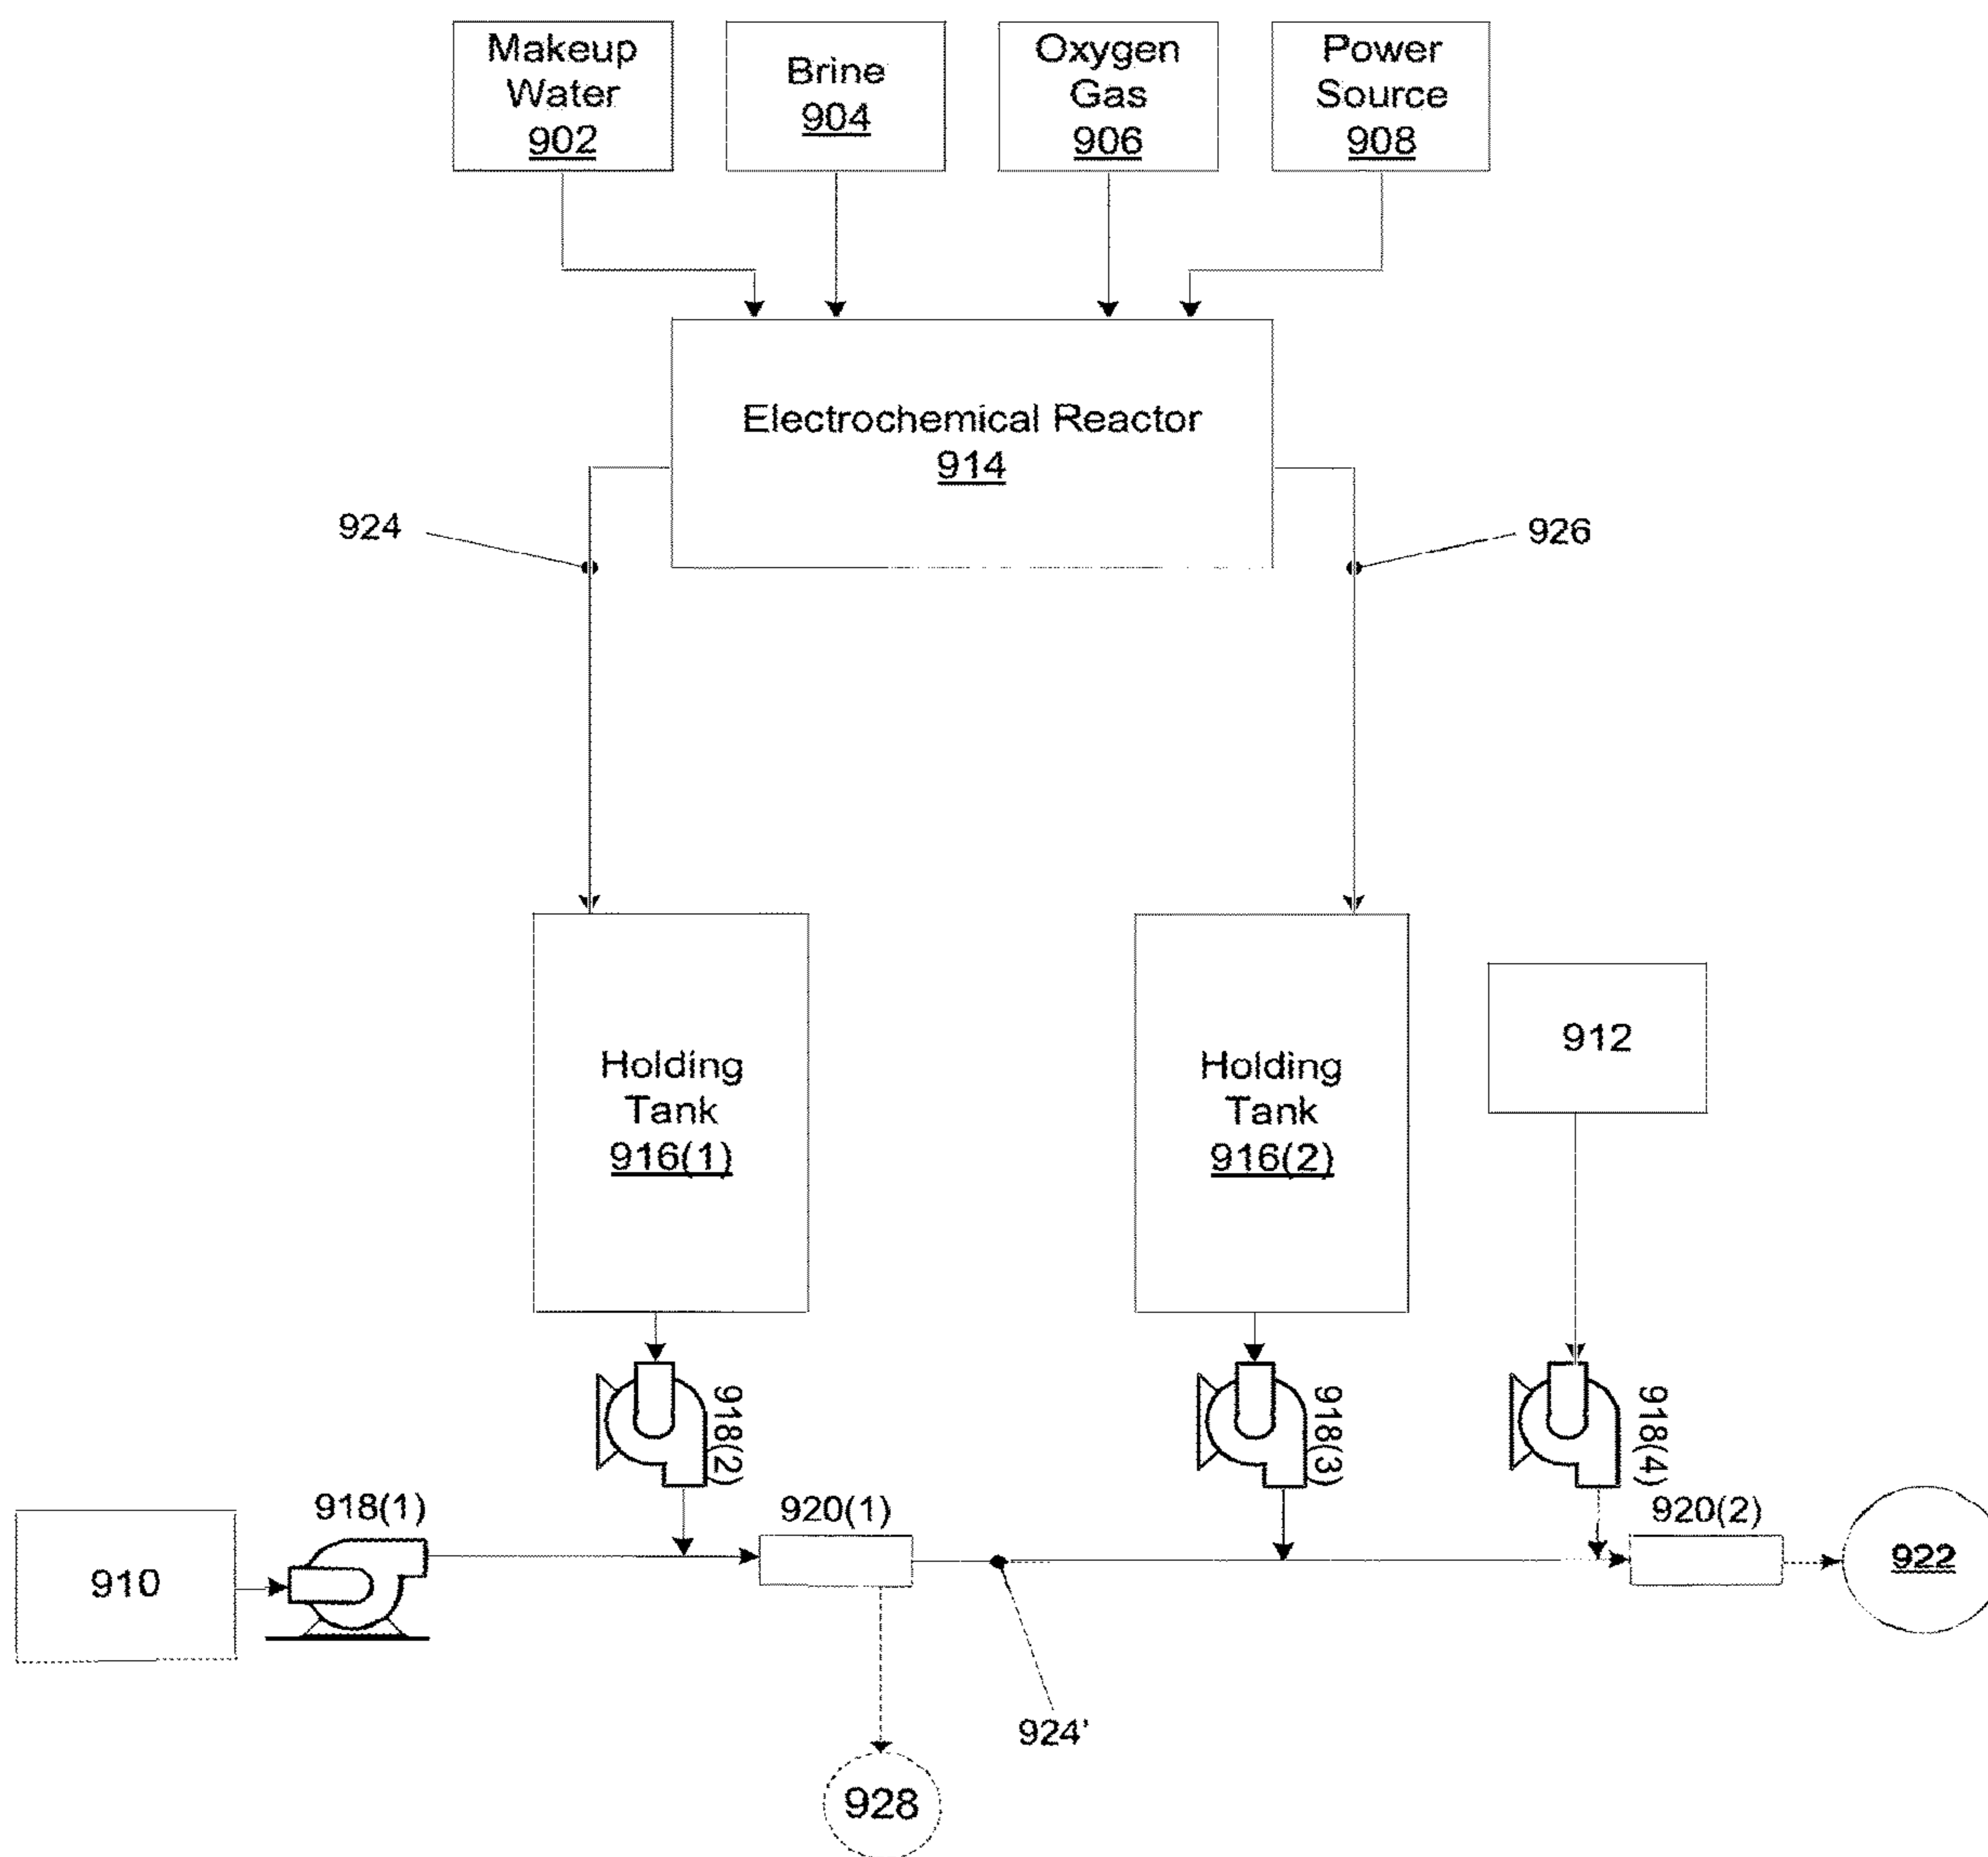 Makeup
Water
902
Brine
904
Oxygen
Gas
906
Power
Source
908
Electrochemical Reactor
914
924
926
Holding
Tank
916(1)
Holding
Tank
916(2)
912
918(2)
918(3)
918(4)
910
918(1)
920(1)
920(2)
922
924'
928